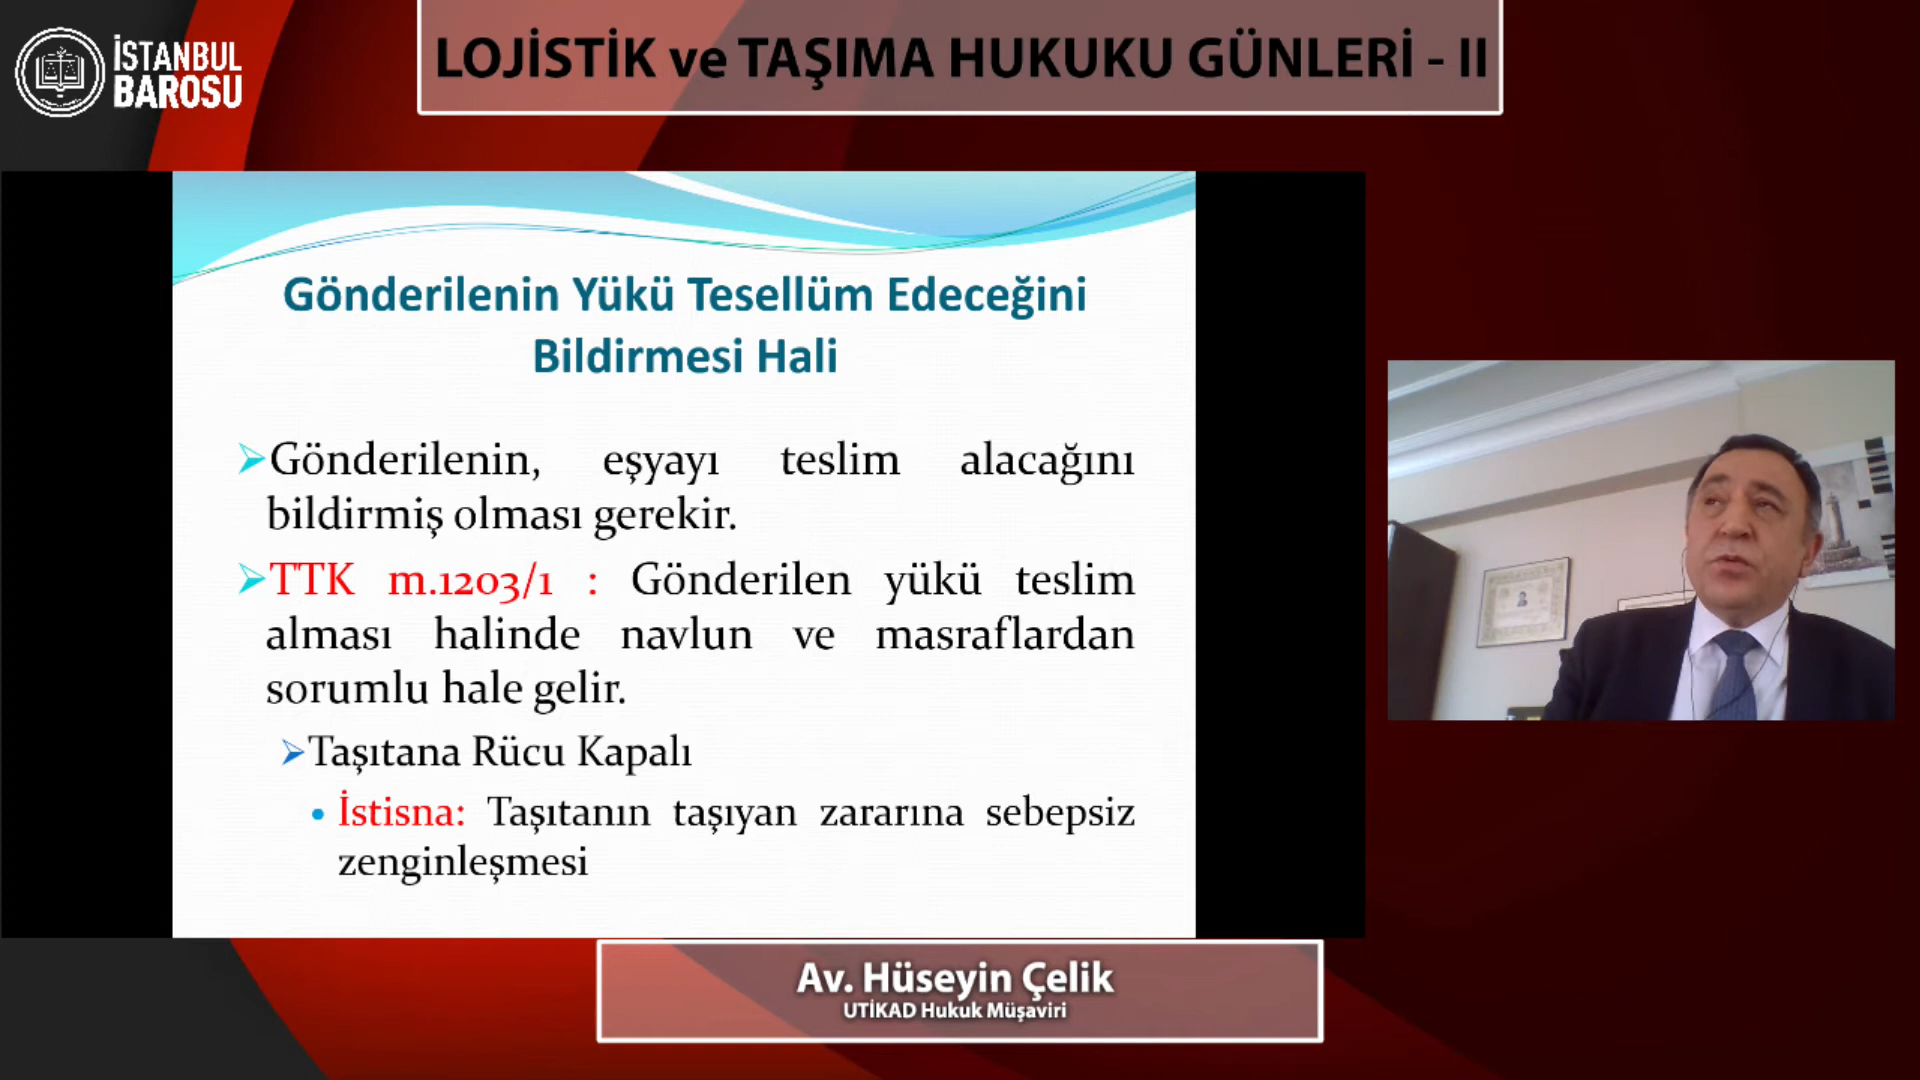 İSTANBUL
BAROSU
LOJİSTİK ve TAŞIMA HUKUKU GÜNLERİ - II
Gönderilenin Yükü Tesellüm Edeceğini
Bildirmesi Hali
Gönderilenin, eşyayı teslim alacağını
bildirmiş olması gerekir.
TTK m.1203/1 : Gönderilen yükü teslim
alması halinde navlun ve masraflardan
sorumlu hale gelir.
Taşıtana Rücu Kapalı
• İstisna: Taşıtanın taşıyan zararına sebepsiz
zenginleşmesi
Av. Hüseyin Çelik
UTİKAD Hukuk Müşaviri